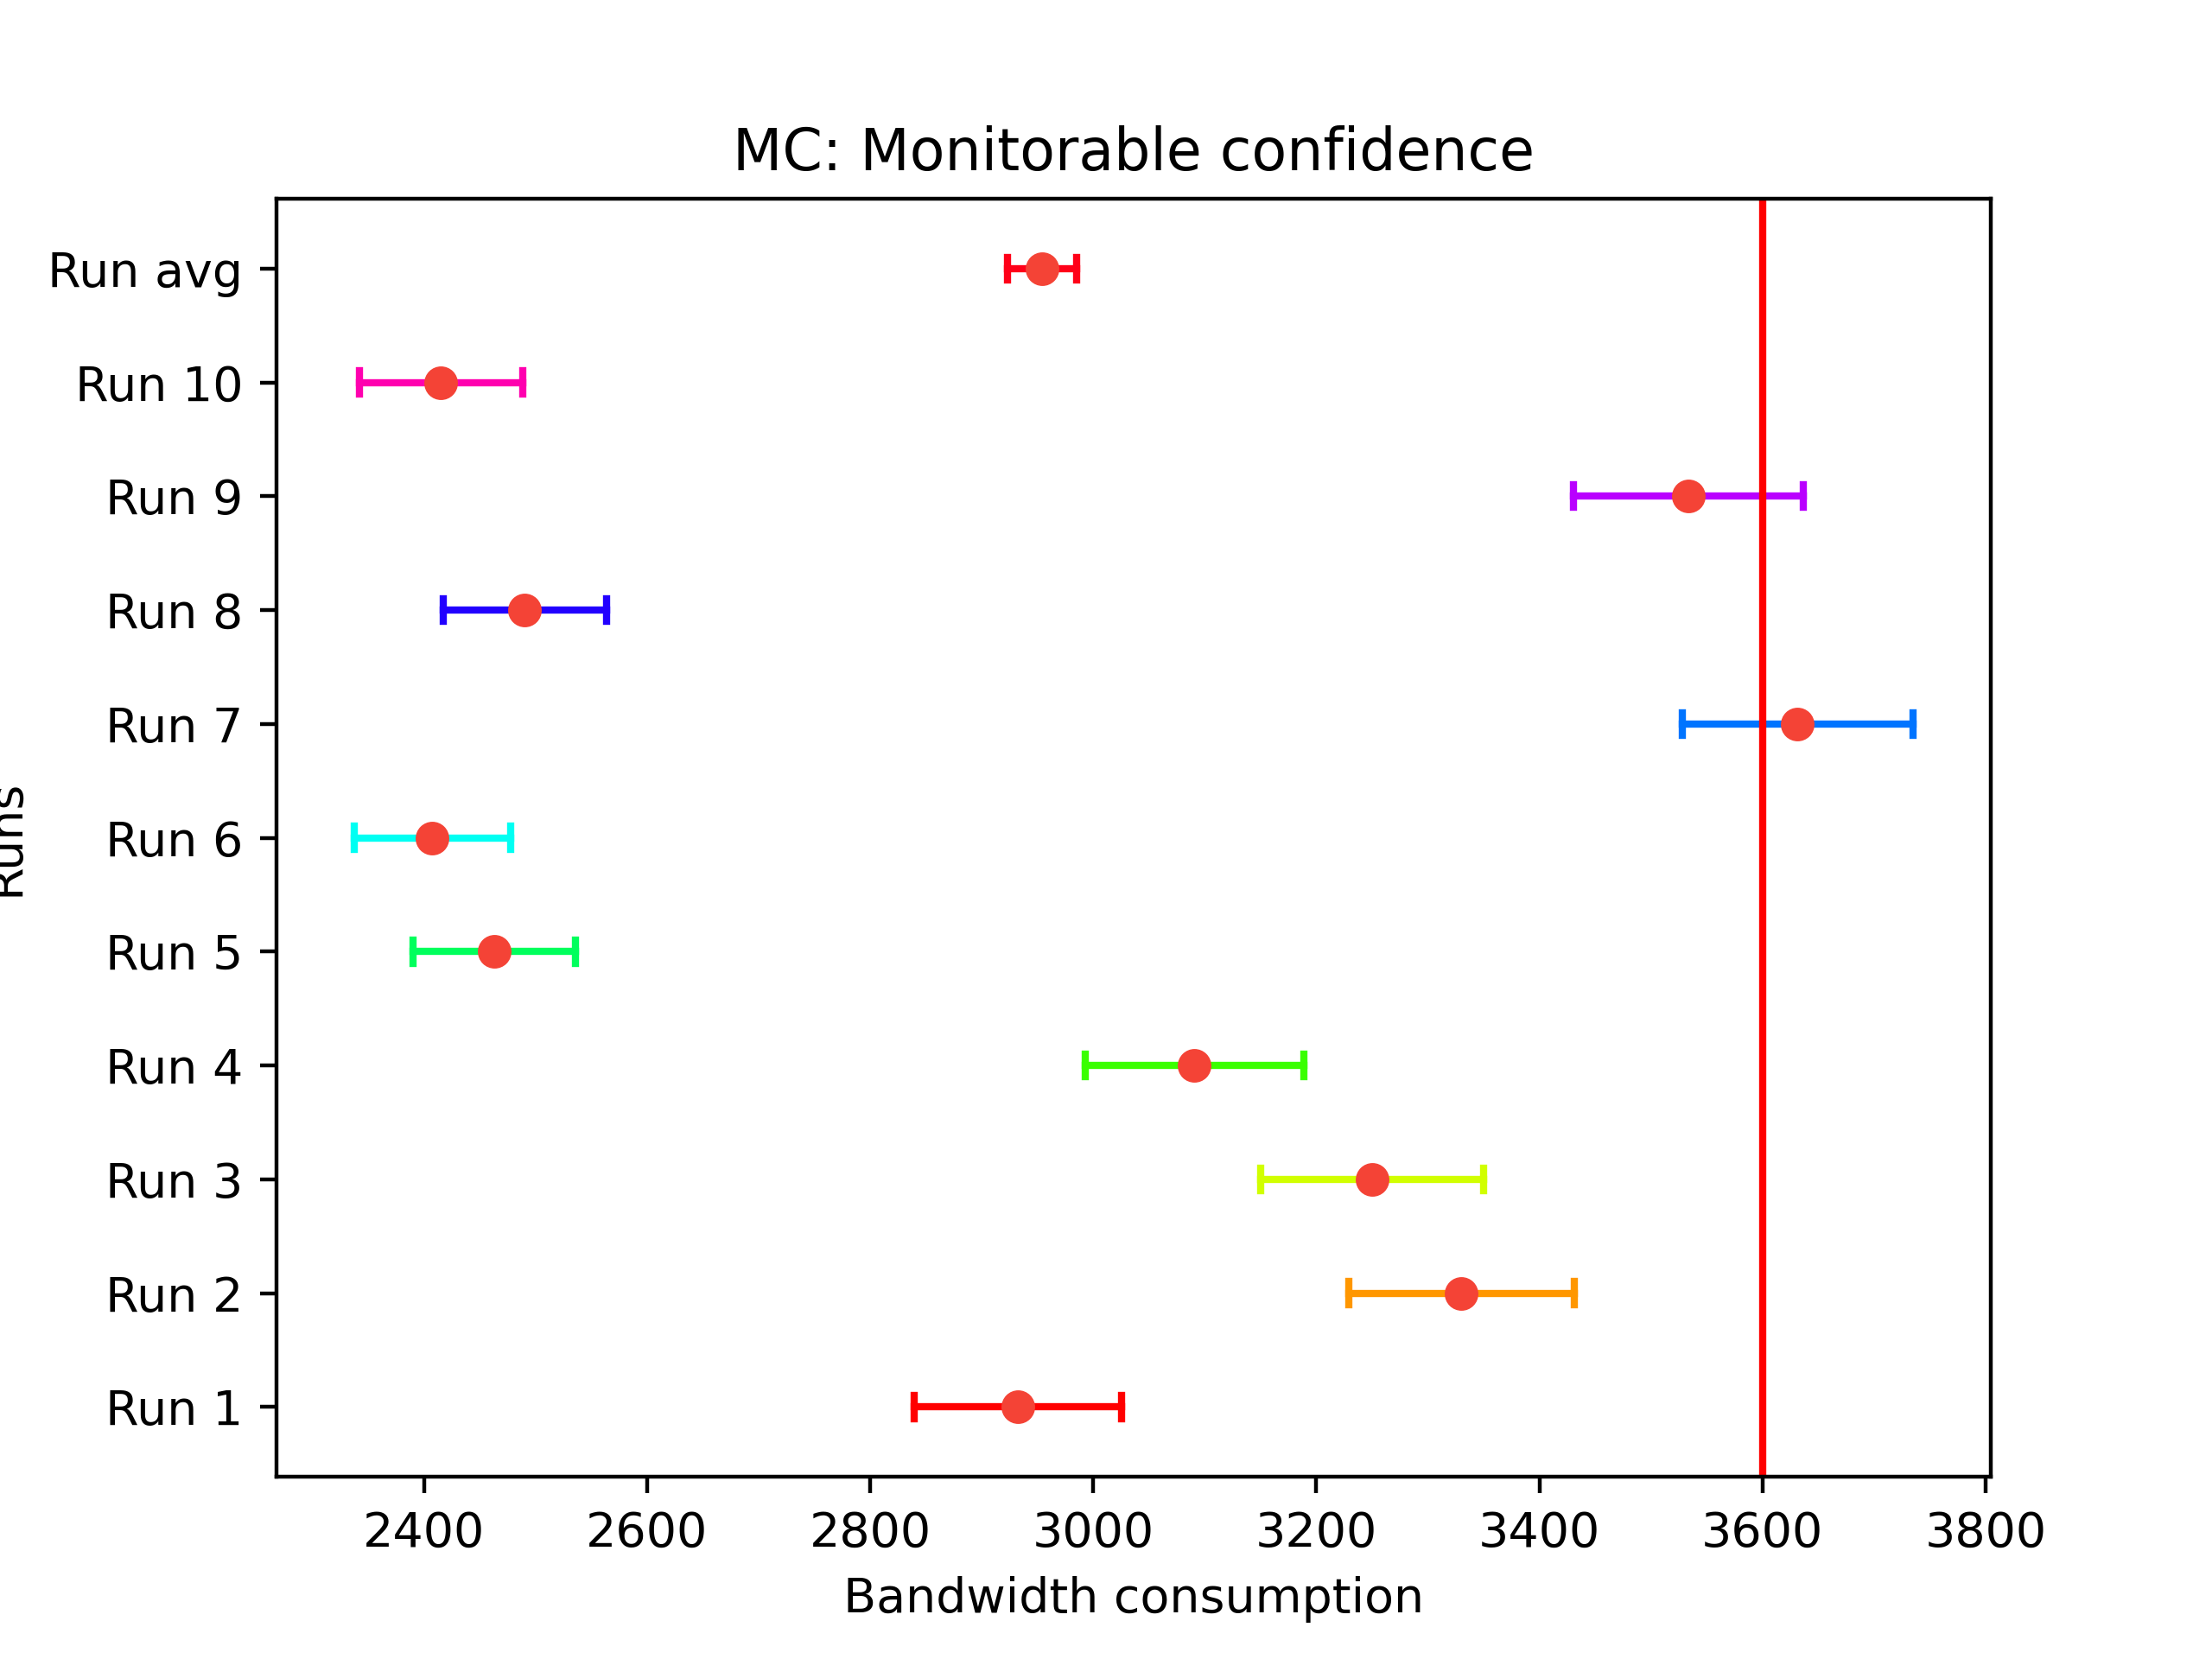 MC: Monitorable confidence
Run avg
Run 10
Run 9
Run 8
Run 7
Run 6
Run 5
Run 4
Run 3
Run 2
Run 1
Runs
2400 2600 2800 3000 3200 3400 3600 3800
Bandwidth consumption